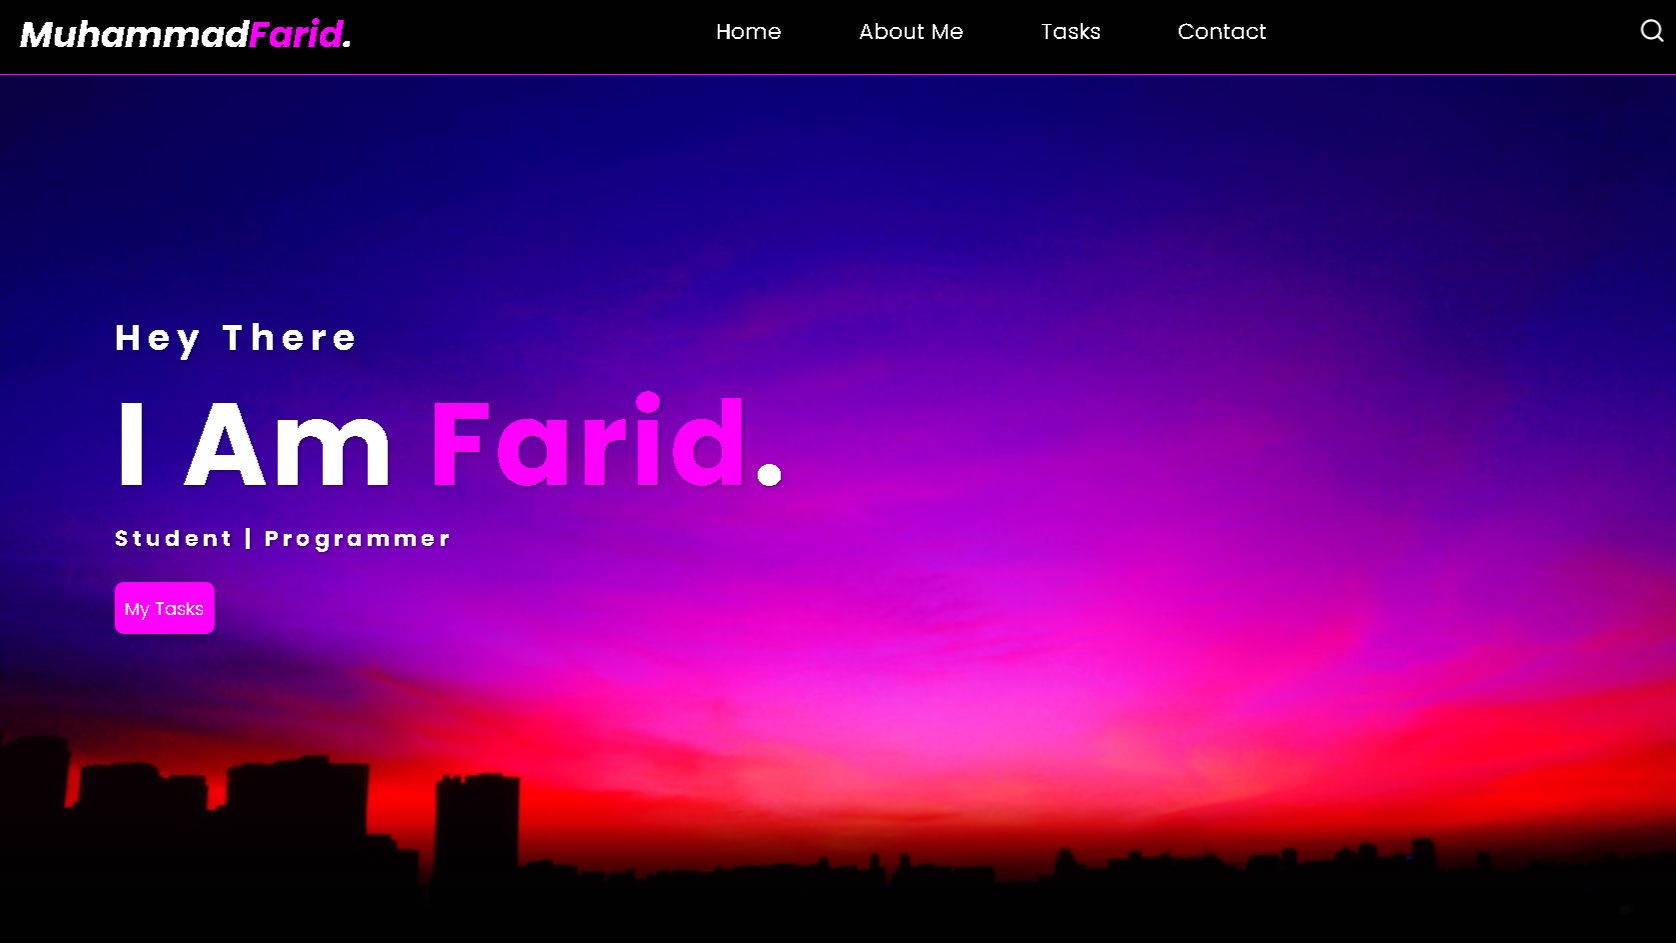 MuhammadFarid.
Home
About Me
Tasks
Contact
Hey There
I Am Farid.
Student | Programmer
My Tasks